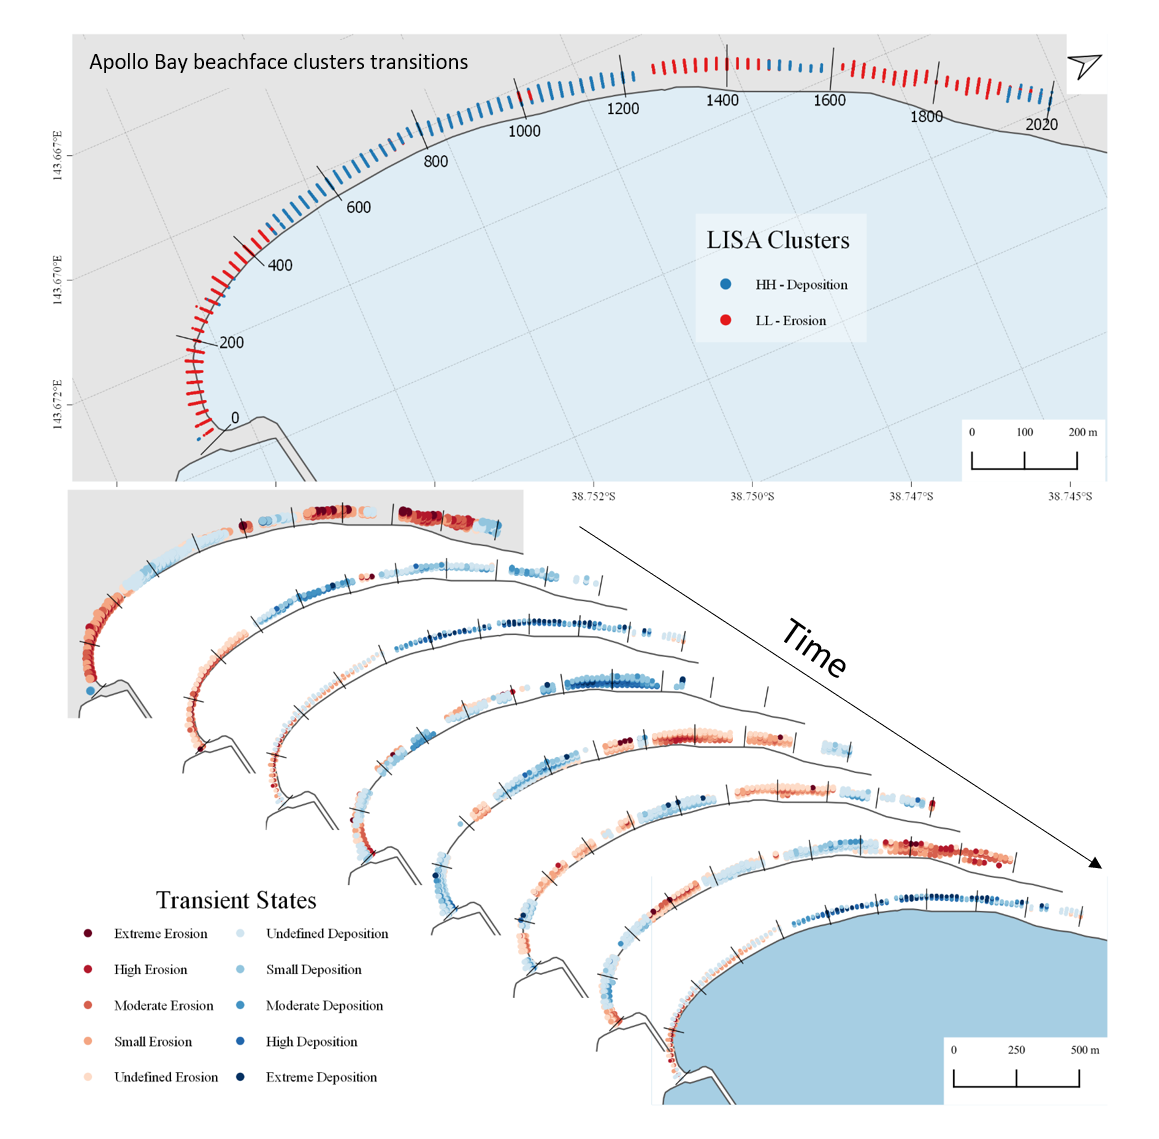 Apollo Bay beachface clusters transitions
143.667°E
143.670°E
143.672°E
0
200
400
600
800
1000
1200
1400
1600
1800
2020
LISA Clusters
HH - Deposition
LL - Erosion
0 100 200 m
38.752°S 38.750°S 38.747°S 38.745°S
Time
Transient States
Extreme Erosion Undefined Deposition
High Erosion Small Deposition
Moderate Erosion Moderate Deposition
Small Erosion High Deposition
Undefined Erosion Extreme Deposition
0 250 500 m